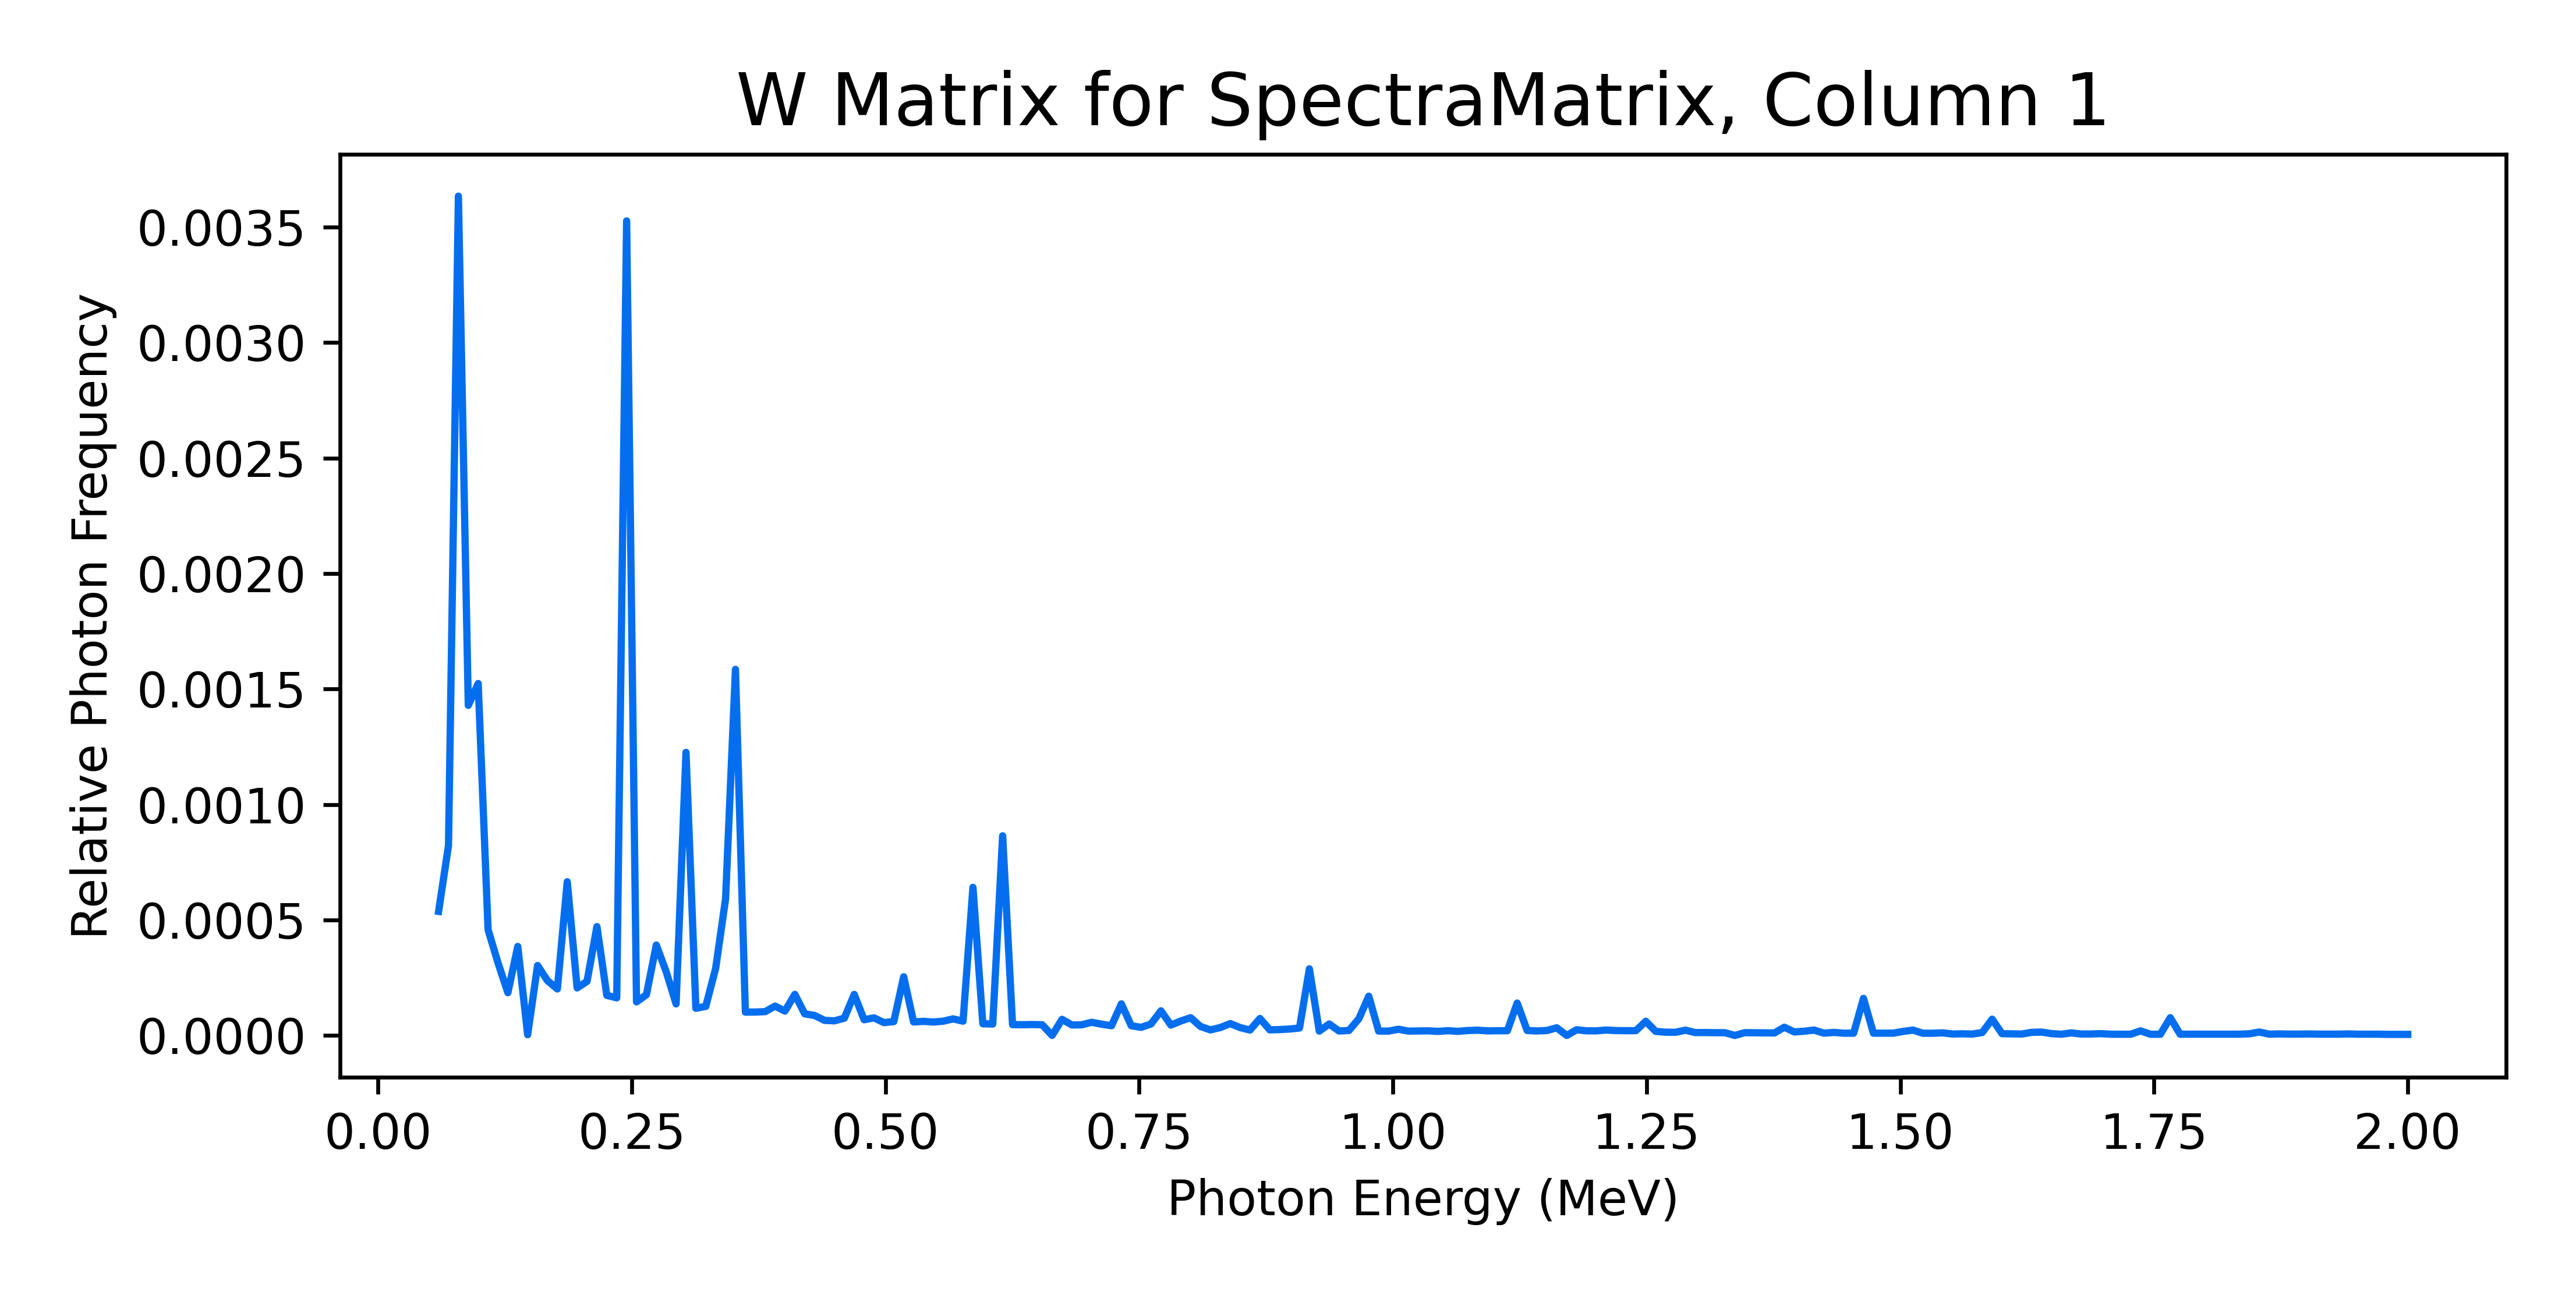 W Matrix for SpectraMatrix, Column 1
Relative Photon Frequency
0.0035
0.0030
0.0025
0.0020
0.0015
0.0010
0.0005
0.0000
0.00 0.25 0.50 0.75 1.00 1.25 1.50 1.75 2.00
Photon Energy (MeV)